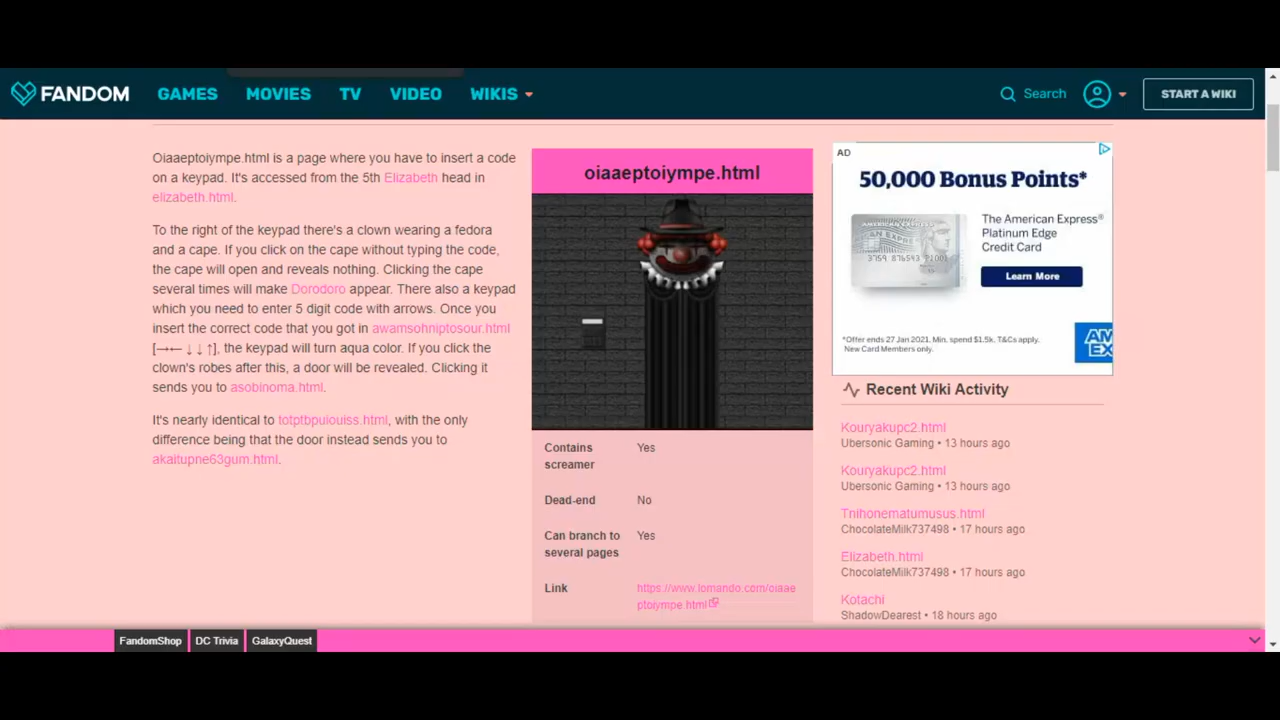 FANDOM GAMES MOVIES TV VIDEO WIKIS Search START A WIKI
Oiaaeptoiympe.html is a page where you have to insert a code
on a keypad. It's accessed from the 5th Elizabeth head in
elizabeth.html.
To the right of the keypad there's a clown wearing a fedora
and a cape. If you click on the cape without typing the code,
the cape will open and reveals nothing. Clicking the cape
several times will make Dorodoro appear. There also a keypad
which you need to enter 5 digit code with arrows. Once you
insert the correct code that you got in awamsohniptosour.html
[→← ↓ ↓ ↑], the keypad will turn aqua color. If you click the
clown's robes after this, a door will be revealed. Clicking it
sends you to asobinoma.html.
It's nearly identical to totptbpuiouiss.html, with the only
difference being that the door instead sends you to
akaitupne63gum.html.
oiaaeptoiympe.html
Contains
screamer
Yes
Dead-end
No
Can branch to
several pages
Yes
Link
https://www.lomando.com/oiaae
ptoiympe.html
AD
50,000 Bonus Points*
The American Express®
Platinum Edge
Credit Card
Learn More
*Offer ends 27 Jan 2021. Min. spend $1.5k. T&Cs apply.
New Card Members only.
AM
EX
Recent Wiki Activity
Kouryakupc2.html
Ubersonic Gaming • 13 hours ago
Kouryakupc2.html
Ubersonic Gaming • 13 hours ago
Tnihonematumusus.html
ChocolateMilk737498 • 17 hours ago
Elizabeth.html
ChocolateMilk737498 • 17 hours ago
Kotachi
ShadowDearest • 18 hours ago
FandomShop DC Trivia GalaxyQuest